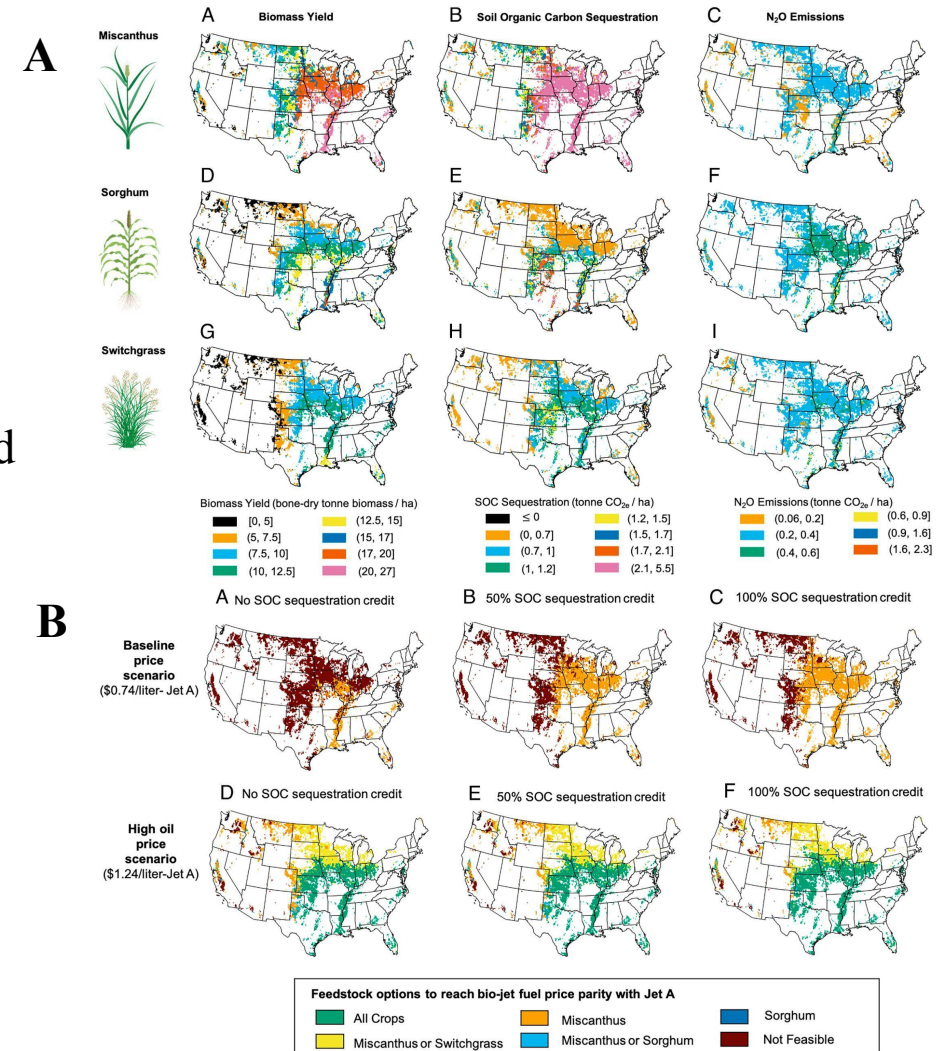 A
A Biomass Yield
B Soil Organic Carbon Sequestration
C N₂O Emissions
Miscanthus
D
E
F
Sorghum
G
H
I
Switchgrass
d
Biomass Yield (bone-dry tonne biomass / ha)
[0, 5]
(5, 7.5]
(7.5, 10]
(10, 12.5]
(12.5, 15]
(15, 17]
(17, 20]
(20, 27]
SOC Sequestration (tonne CO₂ₑ / ha)
≤ 0
(0, 0.7]
(0.7, 1]
(1, 1.2]
(1.2, 1.5]
(1.5, 1.7]
(1.7, 2.1]
(2.1, 5.5]
N₂O Emissions (tonne CO₂ₑ / ha)
(0.06, 0.2]
(0.2, 0.4]
(0.4, 0.6]
(0.6, 0.9]
(0.9, 1.6]
(1.6, 2.3]
B
A No SOC sequestration credit
B 50% SOC sequestration credit
C 100% SOC sequestration credit
Baseline
price
scenario
($0.74/liter- Jet A)
D No SOC sequestration credit
E 50% SOC sequestration credit
F 100% SOC sequestration credit
High oil
price
scenario
($1.24/liter-Jet A)
Feedstock options to reach bio-jet fuel price parity with Jet A
All Crops
Miscanthus
Sorghum
Miscanthus or Switchgrass
Miscanthus or Sorghum
Not Feasible